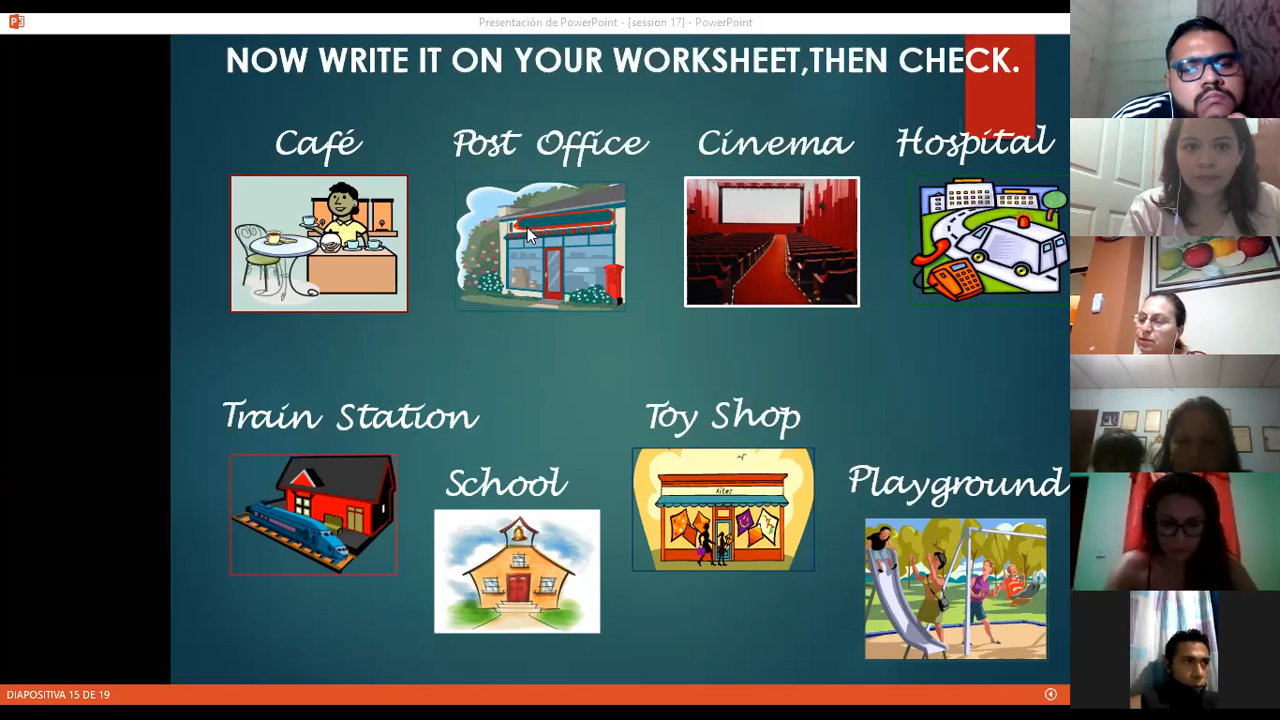 Presentación de PowerPoint - [session 17] - PowerPoint
NOW WRITE IT ON YOUR WORKSHEET,THEN CHECK.
Café
Post Office
Cinema
Hospital
Train Station
Toy Shop
School
Playground
kites
DIAPOSITIVA 15 DE 19